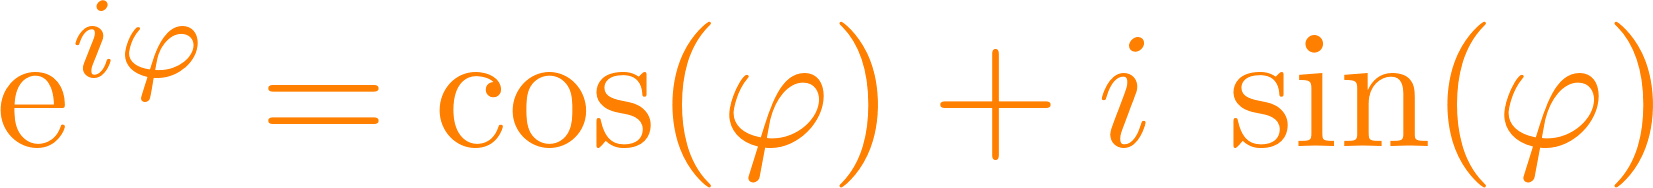 e^{iφ} = cos(φ) + i sin(φ)